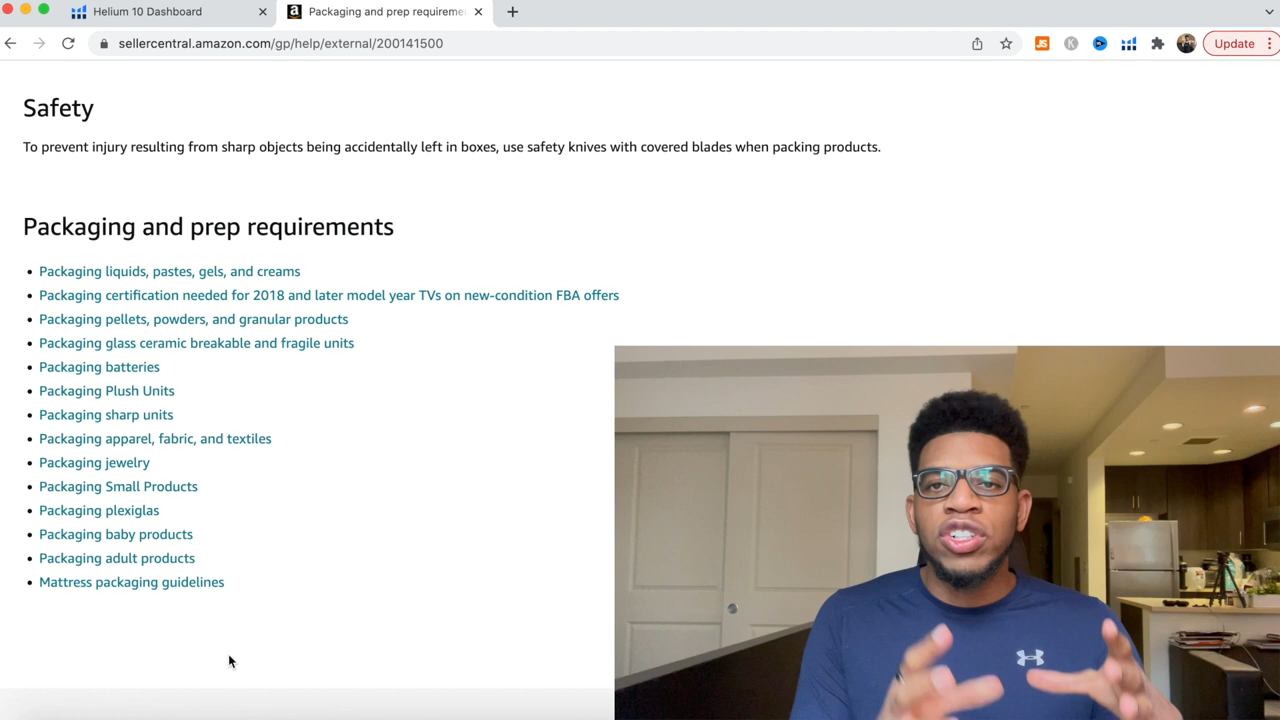 Helium 10 Dashboard
Packaging and prep requireme
sellercentral.amazon.com/gp/help/external/200141500
JS
K
Update
Safety
To prevent injury resulting from sharp objects being accidentally left in boxes, use safety knives with covered blades when packing products.
Packaging and prep requirements
Packaging liquids, pastes, gels, and creams
Packaging certification needed for 2018 and later model year TVs on new-condition FBA offers
Packaging pellets, powders, and granular products
Packaging glass ceramic breakable and fragile units
Packaging batteries
Packaging Plush Units
Packaging sharp units
Packaging apparel, fabric, and textiles
Packaging jewelry
Packaging Small Products
Packaging plexiglas
Packaging baby products
Packaging adult products
Mattress packaging guidelines